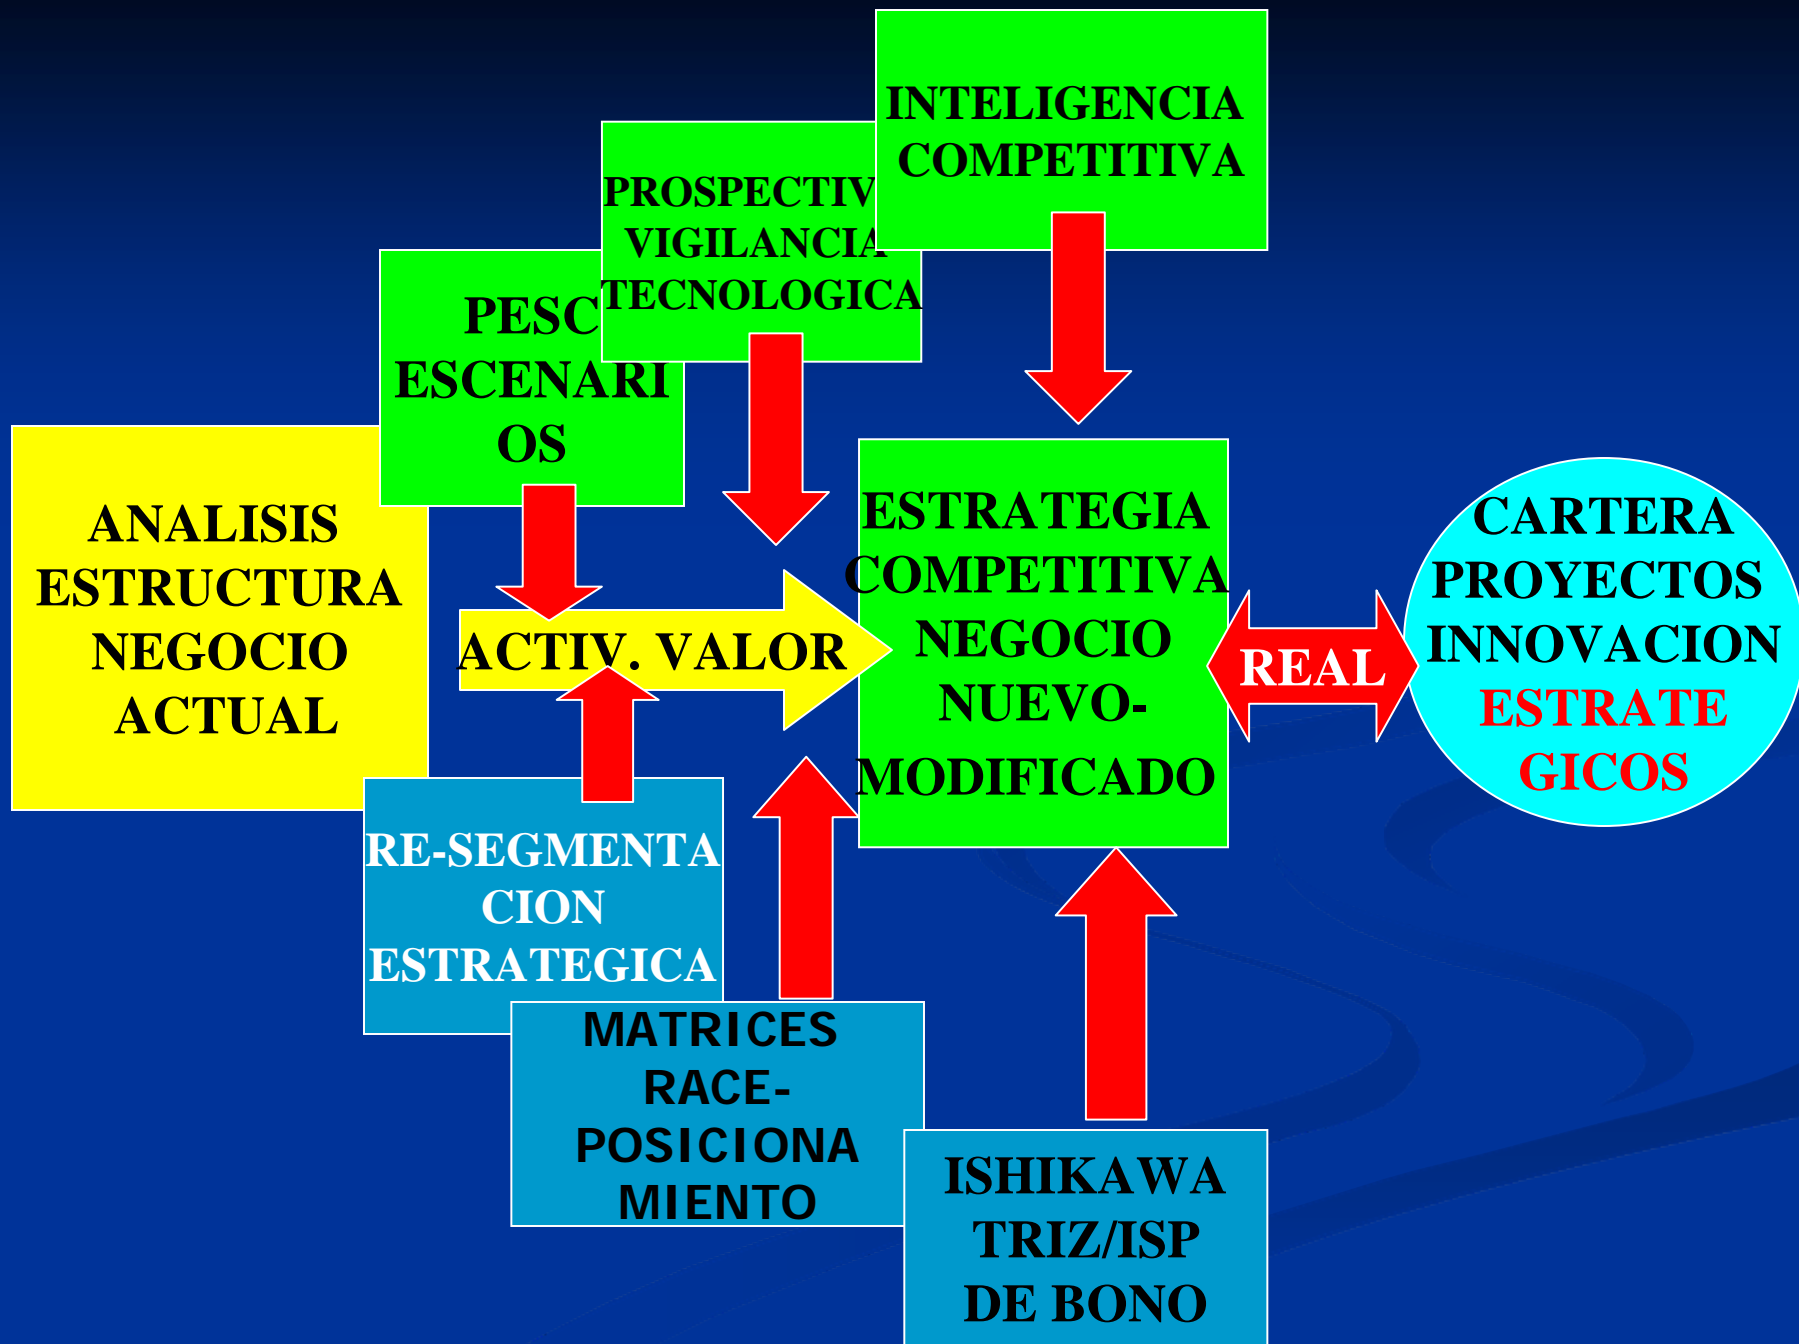 INTELIGENCIA
COMPETITIVA
PROSPECTIV
VIGILANCIA
TECNOLOGICA
PESC
ESCENARI
OS
ANALISIS
ESTRUCTURA
NEGOCIO
ACTUAL
ACTIV. VALOR
ESTRATEGIA
COMPETITIVA
NEGOCIO
NUEVO-
MODIFICADO
REAL
CARTERA
PROYECTOS
INNOVACION
ESTRATE
GICOS
RE-SEGMENTA
CION
ESTRATEGICA
MATRICES
RACE-
POSICIONA
MIENTO
ISHIKAWA
TRIZ/ISP
DE BONO